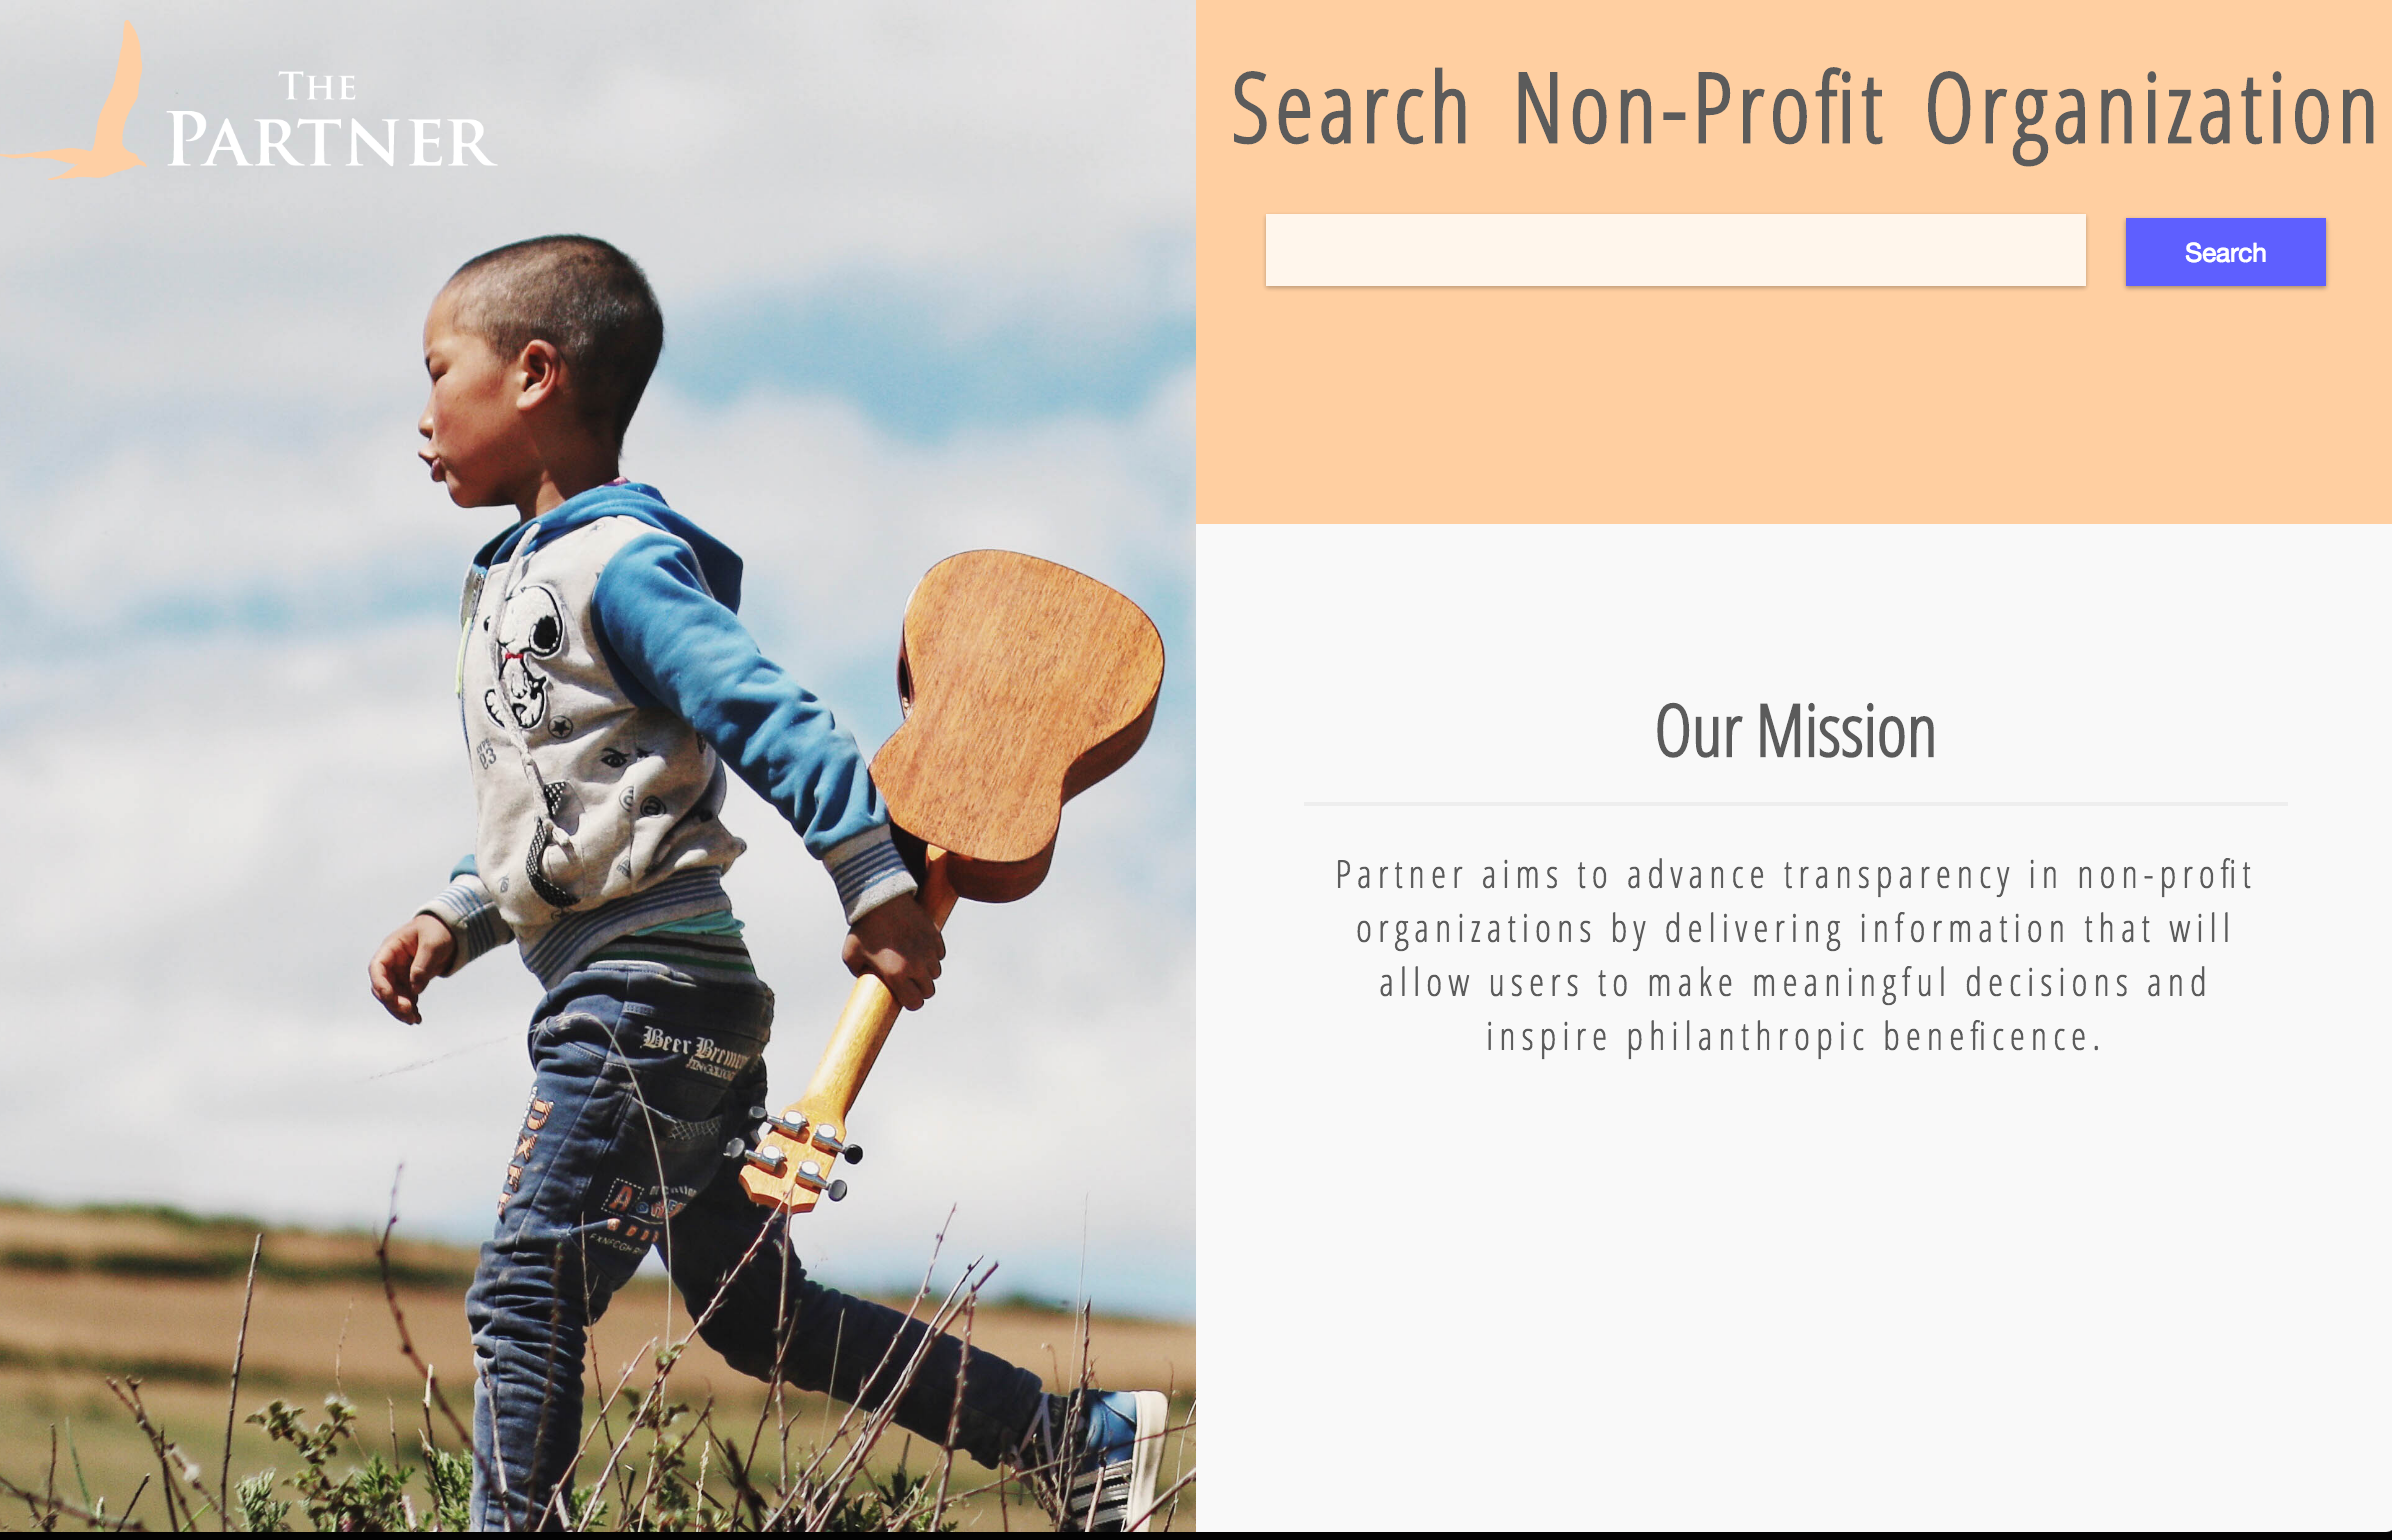 THE
PARTNER
Search Non-Profit Organization
Search
Our Mission
Partner aims to advance transparency in non-profit
organizations by delivering information that will
allow users to make meaningful decisions and
inspire philanthropic beneficence.
Beer